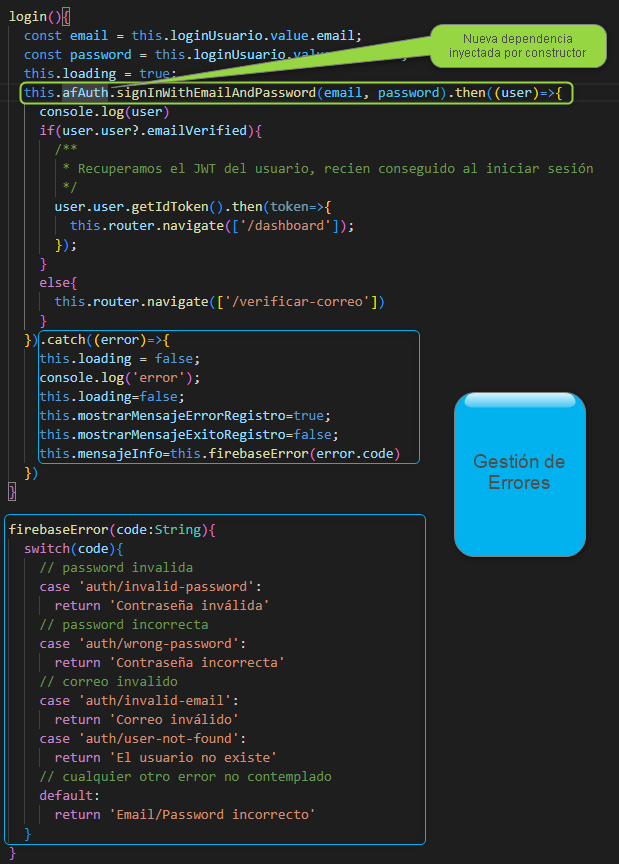 login(){
const email = this.loginUsuario.value.email;
const password = this.loginUsuario.val
Nueva dependencia
inyectada por constructor
this.loading = true;
this.afAuth.signInWithEmailAndPassword(email, password).then((user)=>{
console.log(user)
if(user.user?.emailVerified){
/**
* Recuperamos el JWT del usuario, recien conseguido al iniciar sesión
*/
user.user.getIdToken().then(token=>{
this.router.navigate(['/dashboard']);
});
}
else{
this.router.navigate(['/verificar-correo'])
}
}).catch((error)=>{
this.loading = false;
console.log('error');
this.loading=false;
this.mostrarMensajeErrorRegistro=true;
this.mostrarMensajeExitoRegistro=false;
this.mensajeInfo=this.firebaseError(error.code)
})
}
Gestión de
Errores
firebaseError(code:String){
switch(code){
// password invalida
case 'auth/invalid-password':
return 'Contraseña inválida'
// password incorrecta
case 'auth/wrong-password':
return 'Contraseña incorrecta'
// correo invalido
case 'auth/invalid-email':
return 'Correo inválido'
case 'auth/user-not-found':
return 'El usuario no existe'
// cualquier otro error no contemplado
default:
return 'Email/Password incorrecto'
}
}